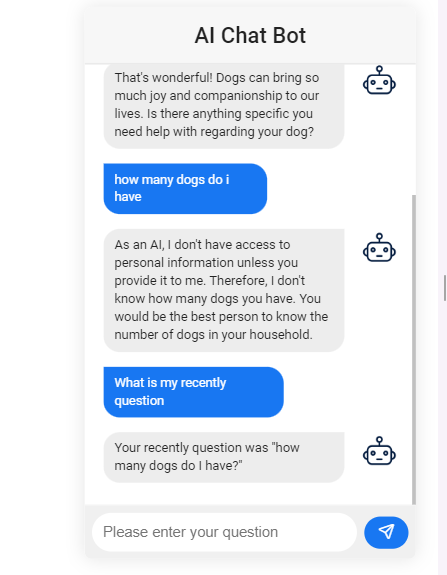 AI Chat Bot
That's wonderful! Dogs can bring so
much joy and companionship to our
lives. Is there anything specific you
need help with regarding your dog?
how many dogs do i
have
As an AI, I don't have access to
personal information unless you
provide it to me. Therefore, I don't
know how many dogs you have. You
would be the best person to know the
number of dogs in your household.
What is my recently
question
Your recently question was "how
many dogs do I have?"
Please enter your question